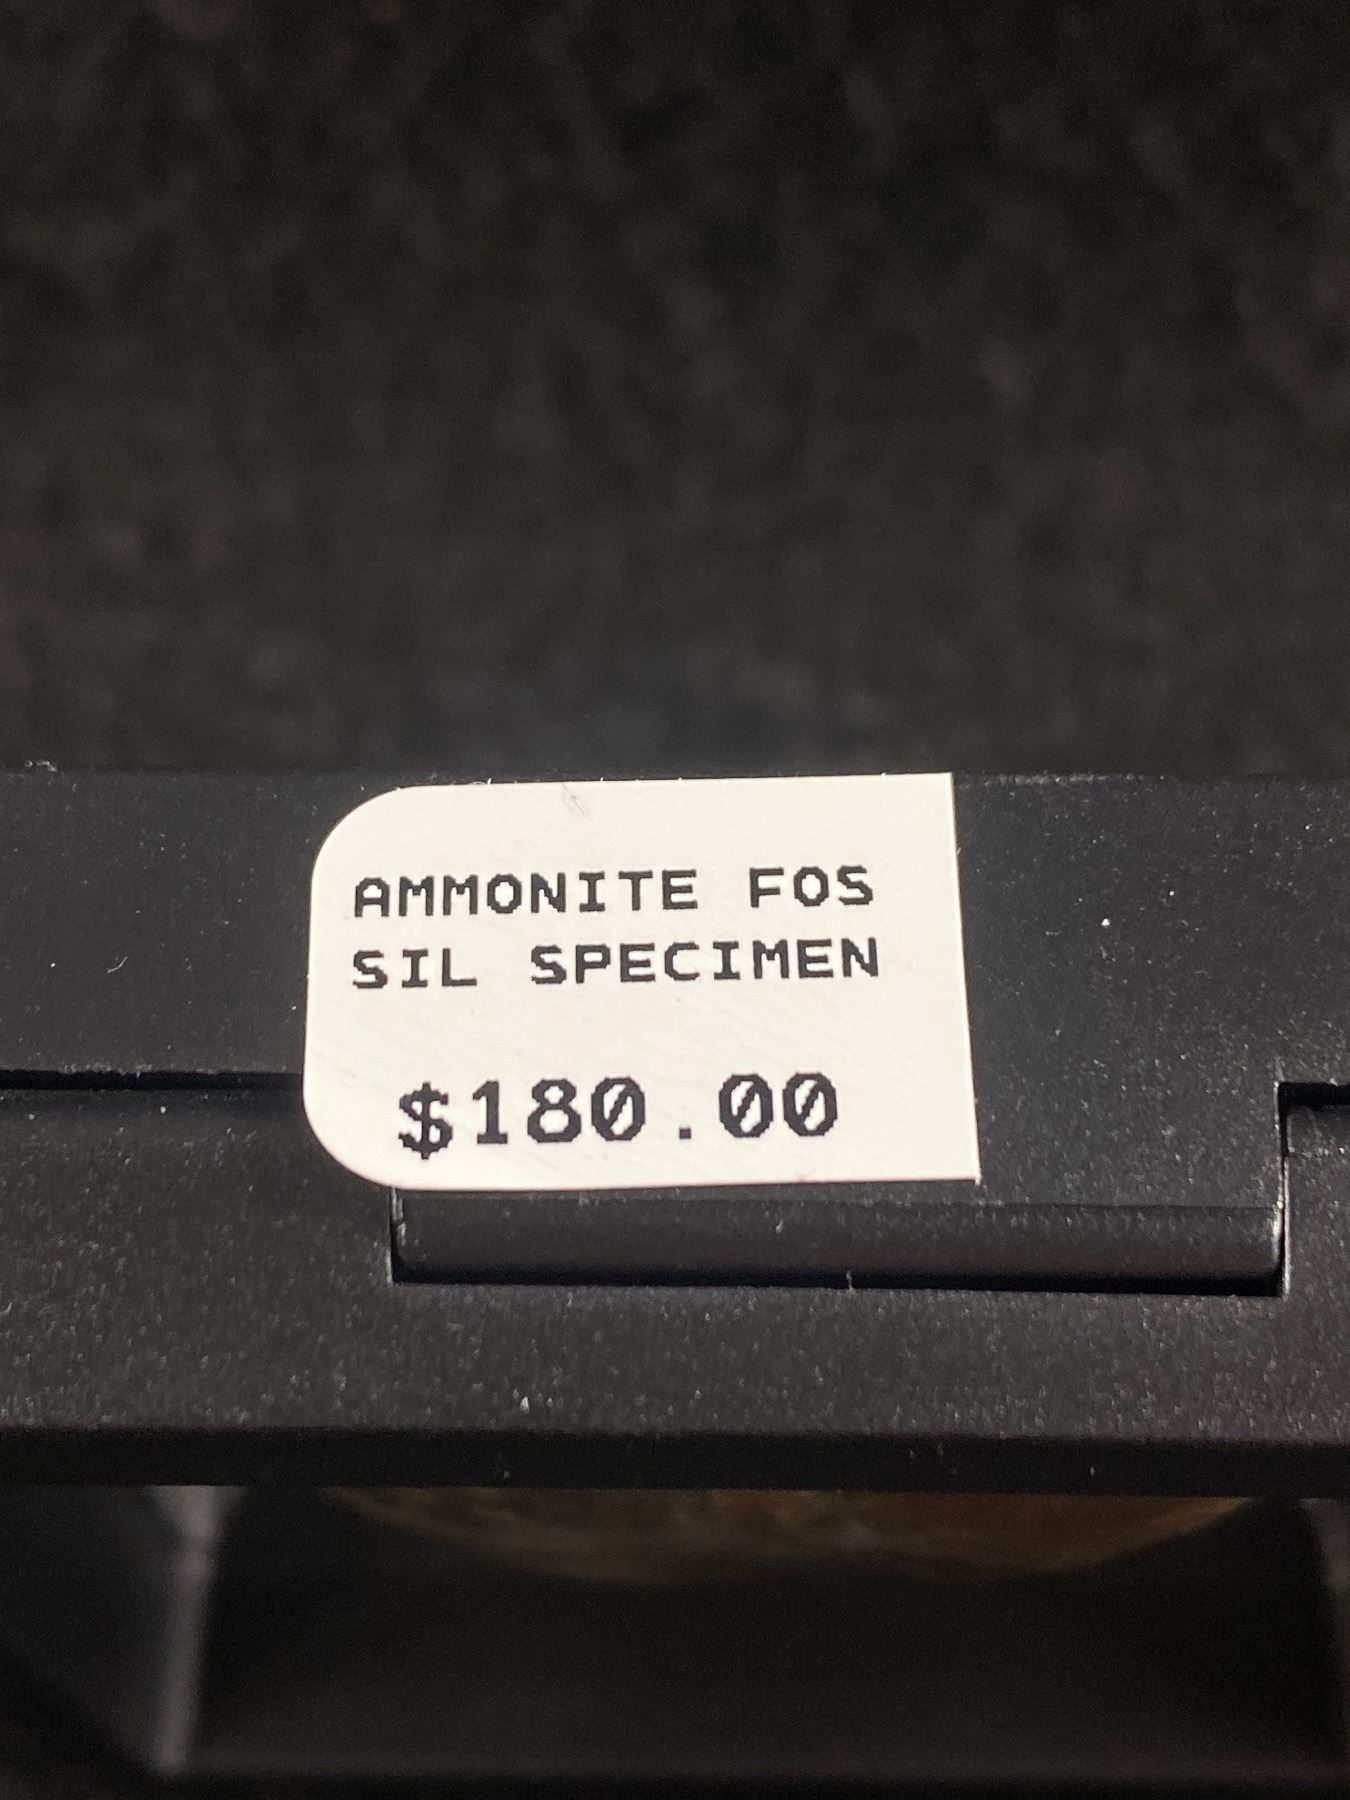 AMMONITE FOS
SIL SPECIMEN
$180.00